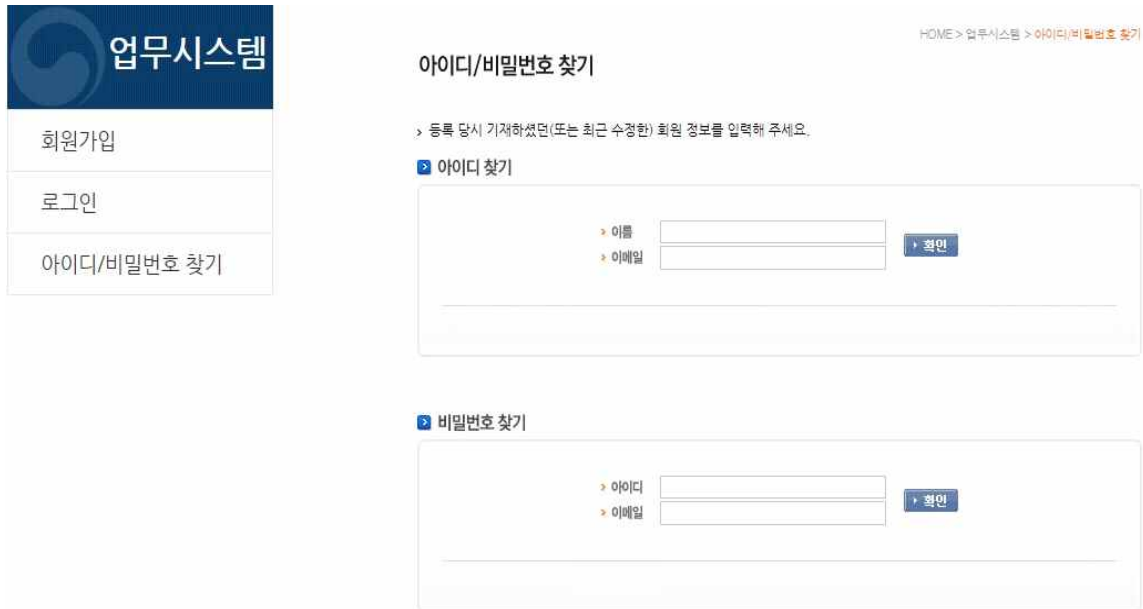 업무시스템
회원가입
로그인
아이디/비밀번호 찾기
HOME > 업무시스템 > 아이디/비밀번호 찾기
아이디/비밀번호 찾기
› 등록 당시 기재하셨던(또는 최근 수정한) 회원 정보를 입력해 주세요.
아이디 찾기
› 이름
› 이메일
› 확인
비밀번호 찾기
› 아이디
› 이메일
› 확인